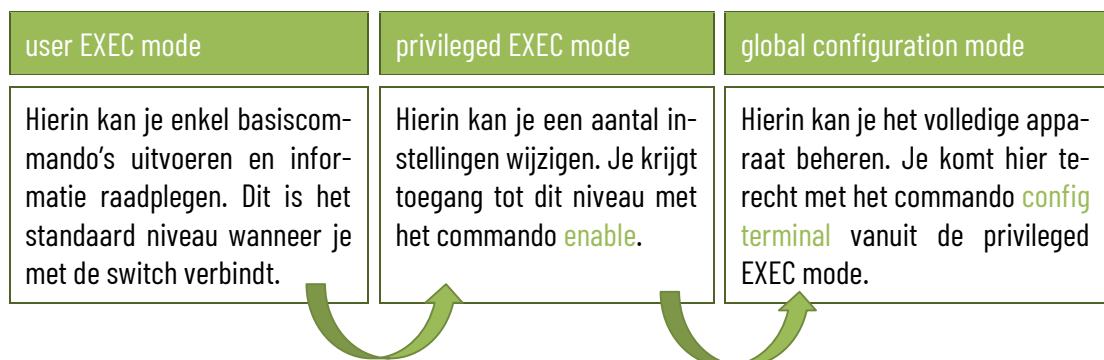 user EXEC mode
Hierin kan je enkel basiscom-
mando's uitvoeren en infor-
matie raadplegen. Dit is het
standaard niveau wanneer je
met de switch verbindt.
privileged EXEC mode
Hierin kan je een aantal in-
stellingen wijzigen. Je krijgt
toegang tot dit niveau met
het commando enable.
global configuration mode
Hierin kan je het volledige appa-
raat beheren. Je komt hier te-
recht met het commando config
terminal vanuit de privileged
EXEC mode.